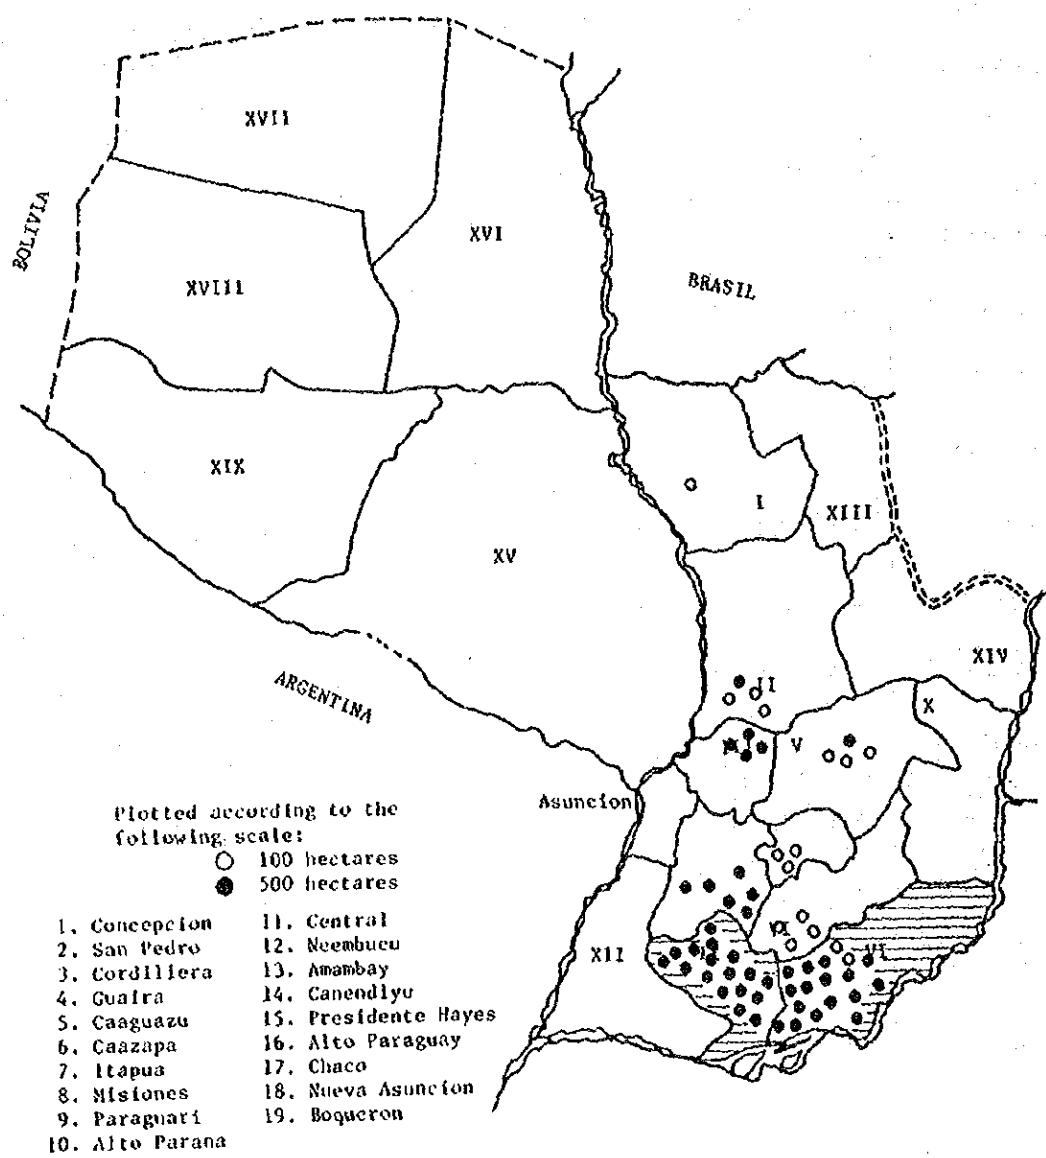 XVII
BOLIVIA
XVI
XVIII
BRASIL
XIX
I
XIII
XV
XIV
ARGENTINA
II
X
V
Asuncion
Plotted according to the
following scale:
100 hectares
500 hectares
1. Concepcion
2. San Pedro
3. Cordillera
4. Guaira
5. Caaguazu
6. Caazapa
7. Itapua
8. Misiones
9. Paraguari
10. Alto Parana
11. Central
12. Neembucu
13. Amambay
14. Canendiyu
15. Presidente Hayes
16. Alto Paraguay
17. Chaco
18. Nueva Asuncion
19. Boqueron
XII
VI
VI